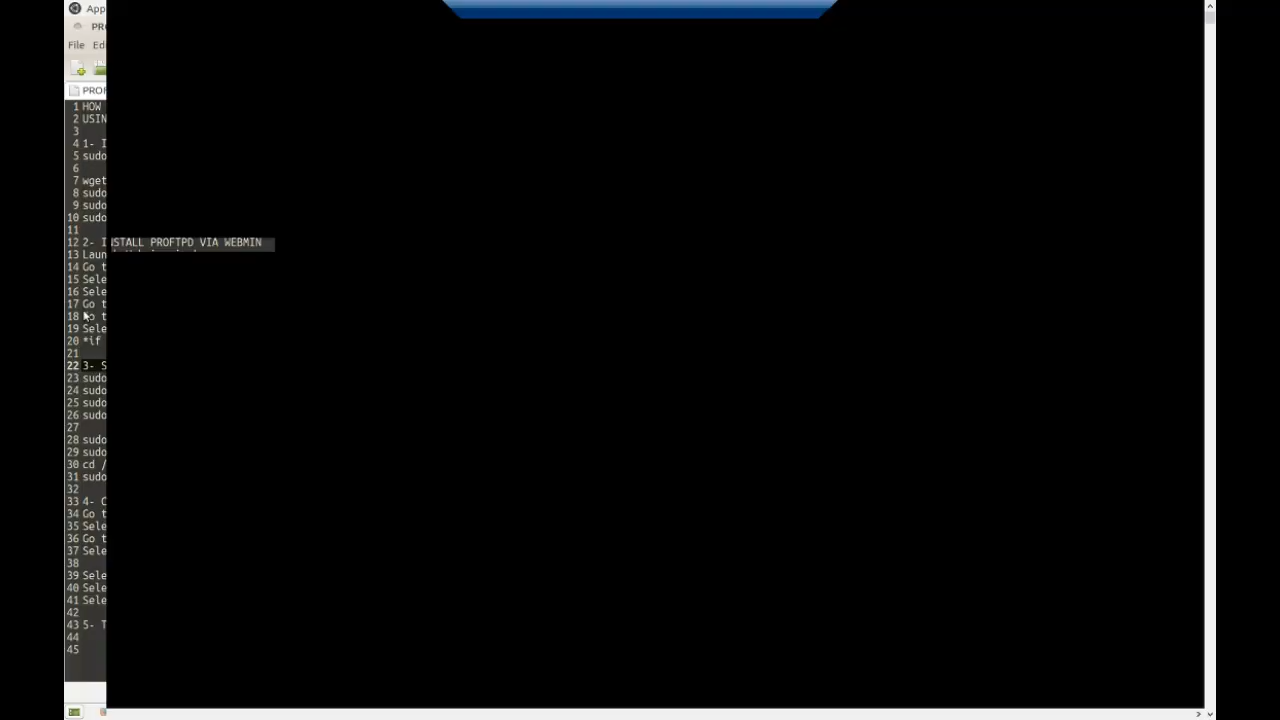 App
PR
File Ed
PROF
1 HOW
2 USIN
3
4 1- I
5 sudo
6
7 wget
8 sudo
9 sudo
10 sudo
11
12 2- INSTALL PROFTPD VIA WEBMIN
13 Laun
14 Go t
15 Sele
16 Sele
17 Go t
18 Go t
19 Sele
20 *if
21
22 3- S
23 sudo
24 sudo
25 sudo
26 sudo
27
28 sudo
29 sudo
30 cd /
31 sudo
32
33 4- C
34 Go t
35 Sele
36 Go t
37 Sele
38
39 Sele
40 Sele
41 Sele
42
43 5- T
44
45